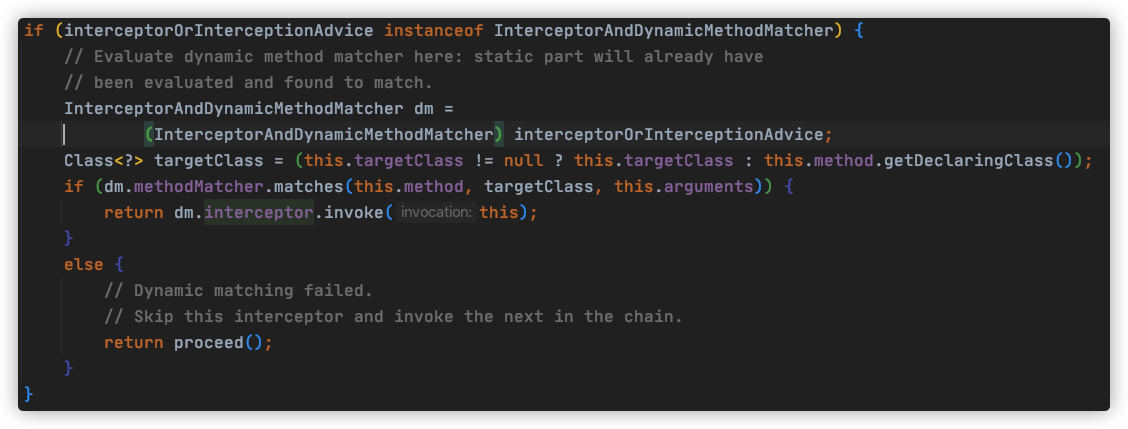 if (interceptorOrInterceptionAdvice instanceof InterceptorAndDynamicMethodMatcher) {
// Evaluate dynamic method matcher here: static part will already have
// been evaluated and found to match.
InterceptorAndDynamicMethodMatcher dm =
(InterceptorAndDynamicMethodMatcher) interceptorOrInterceptionAdvice;
Class<?> targetClass = (this.targetClass != null ? this.targetClass : this.method.getDeclaringClass());
if (dm.methodMatcher.matches(this.method, targetClass, this.arguments)) {
return dm.interceptor.invoke( invocation: this);
}
else {
// Dynamic matching failed.
// Skip this interceptor and invoke the next in the chain.
return proceed();
}
}